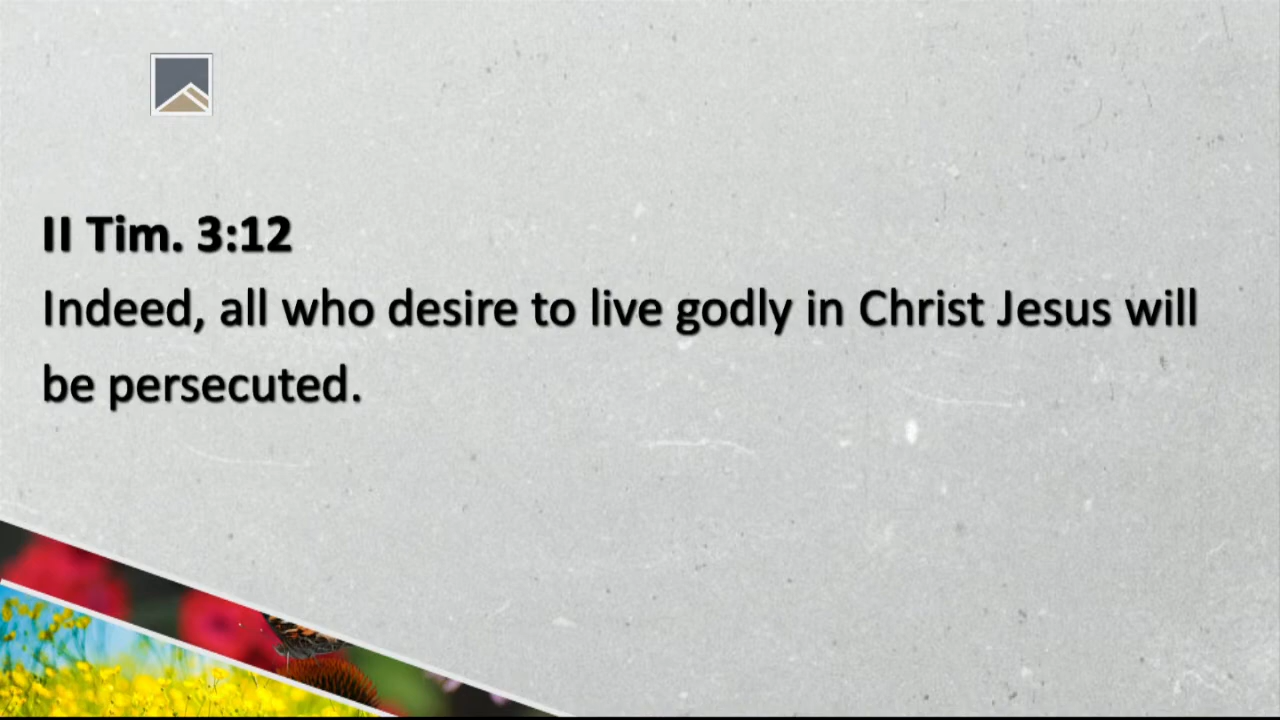 II Tim. 3:12
Indeed, all who desire to live godly in Christ Jesus will
be persecuted.